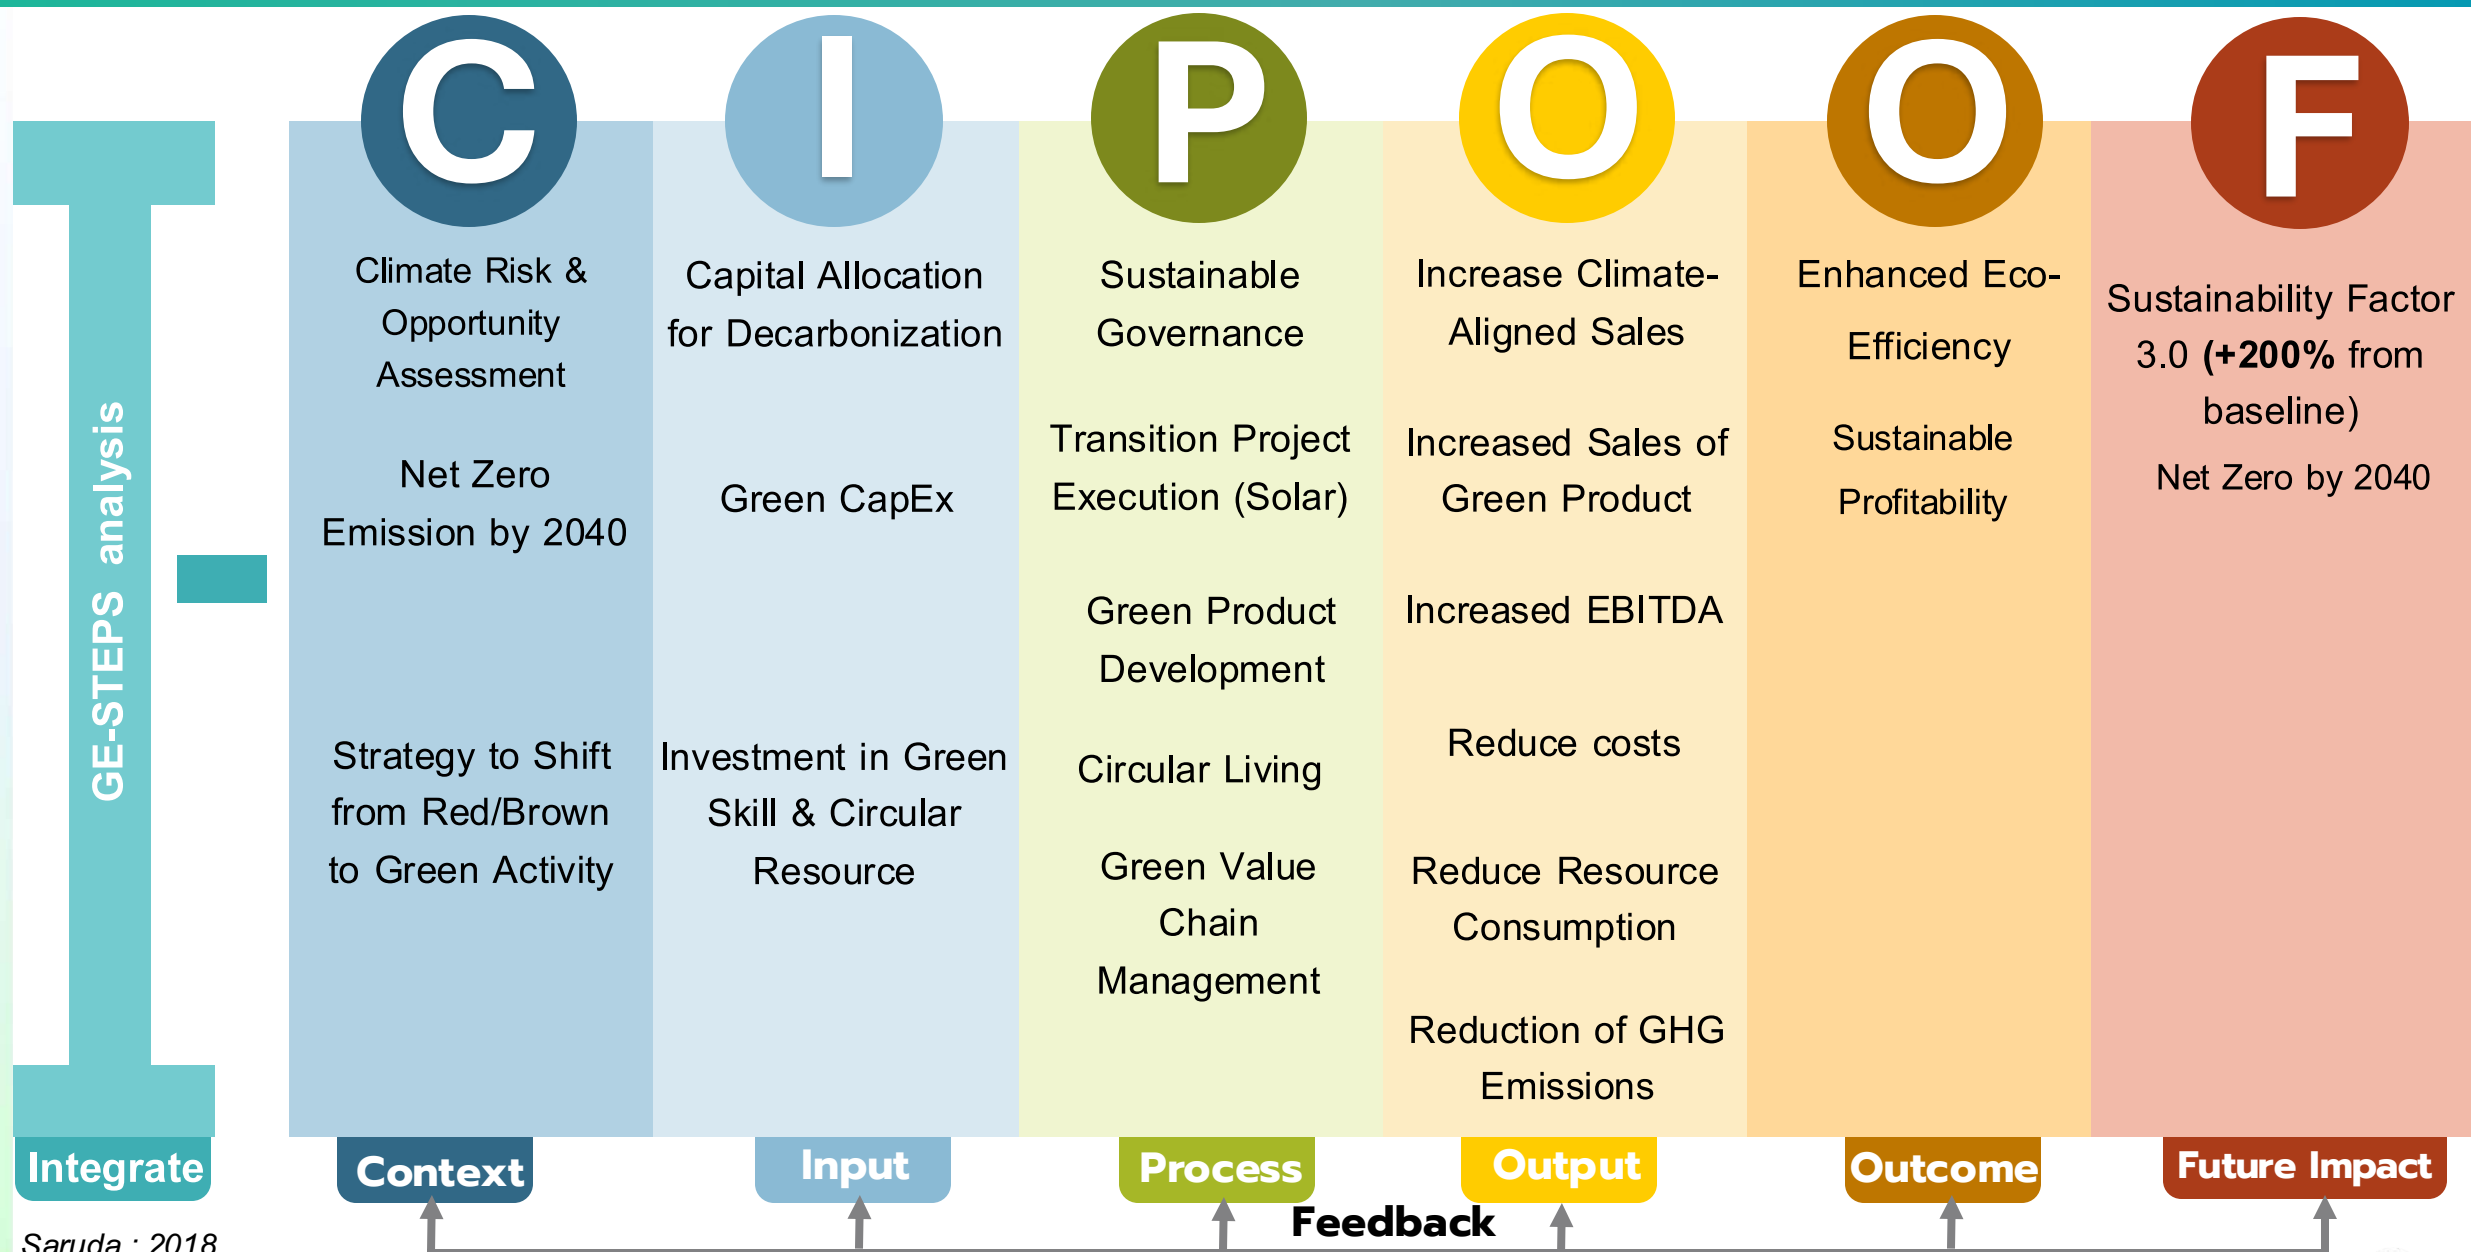 C
I
P
O
O
F
GE-STEPS analysis
Climate Risk &
Opportunity
Assessment
Net Zero
Emission by 2040
Strategy to Shift
from Red/Brown
to Green Activity
Capital Allocation
for Decarbonization
Green CapEx
Investment in Green
Skill & Circular
Resource
Sustainable
Governance
Transition Project
Execution (Solar)
Green Product
Development
Circular Living
Green Value
Chain
Management
Increase Climate-
Aligned Sales
Increased Sales of
Green Product
Increased EBITDA
Reduce costs
Reduce Resource
Consumption
Reduction of GHG
Emissions
Enhanced Eco-
Efficiency
Sustainable
Profitability
Sustainability Factor
3.0 (+200% from
baseline)
Net Zero by 2040
Integrate
Context
Input
Process
Output
Outcome
Future Impact
Feedback
Saruda : 2018